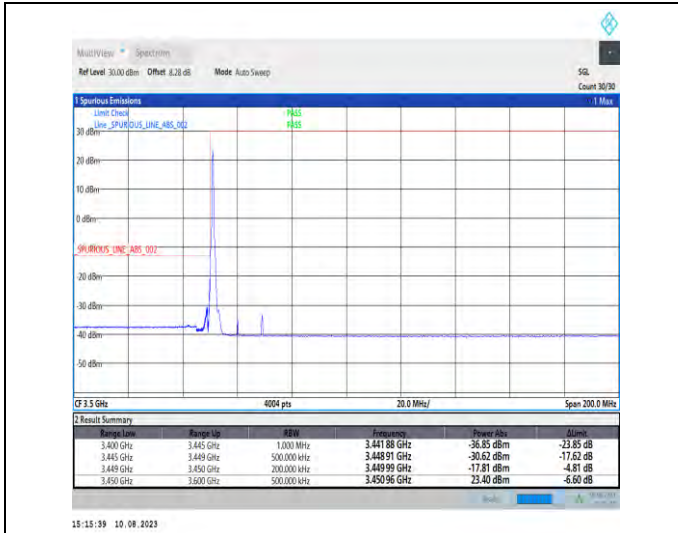 MultiView Spectrum
Ref Level 30.00 dBm Offset 8.28 dB Mode Auto Sweep SGL
Count 30/30
1 Spurious Emissions 1 Max
Limit Check PASS
Line _SPURIOUS_LINE_ABS_002 PASS
30 dBm
20 dBm
10 dBm
0 dBm
_SPURIOUS_LINE_ABS_002
-20 dBm
-30 dBm
-40 dBm
-50 dBm
CF 3.5 GHz 4004 pts 20.0 MHz/ Span 200.0 MHz
2 Result Summary
Range Low Range Up RBW Frequency Power Abs ΔLimit
3.400 GHz 3.445 GHz 1.000 MHz 3.441 88 GHz -36.85 dBm -23.85 dB
3.445 GHz 3.449 GHz 500.000 kHz 3.448 91 GHz -30.62 dBm -17.62 dB
3.449 GHz 3.450 GHz 200.000 kHz 3.449 99 GHz -17.81 dBm -4.81 dB
3.450 GHz 3.600 GHz 500.000 kHz 3.450 96 GHz 23.40 dBm -6.60 dB
15:15:39 10.08.2023